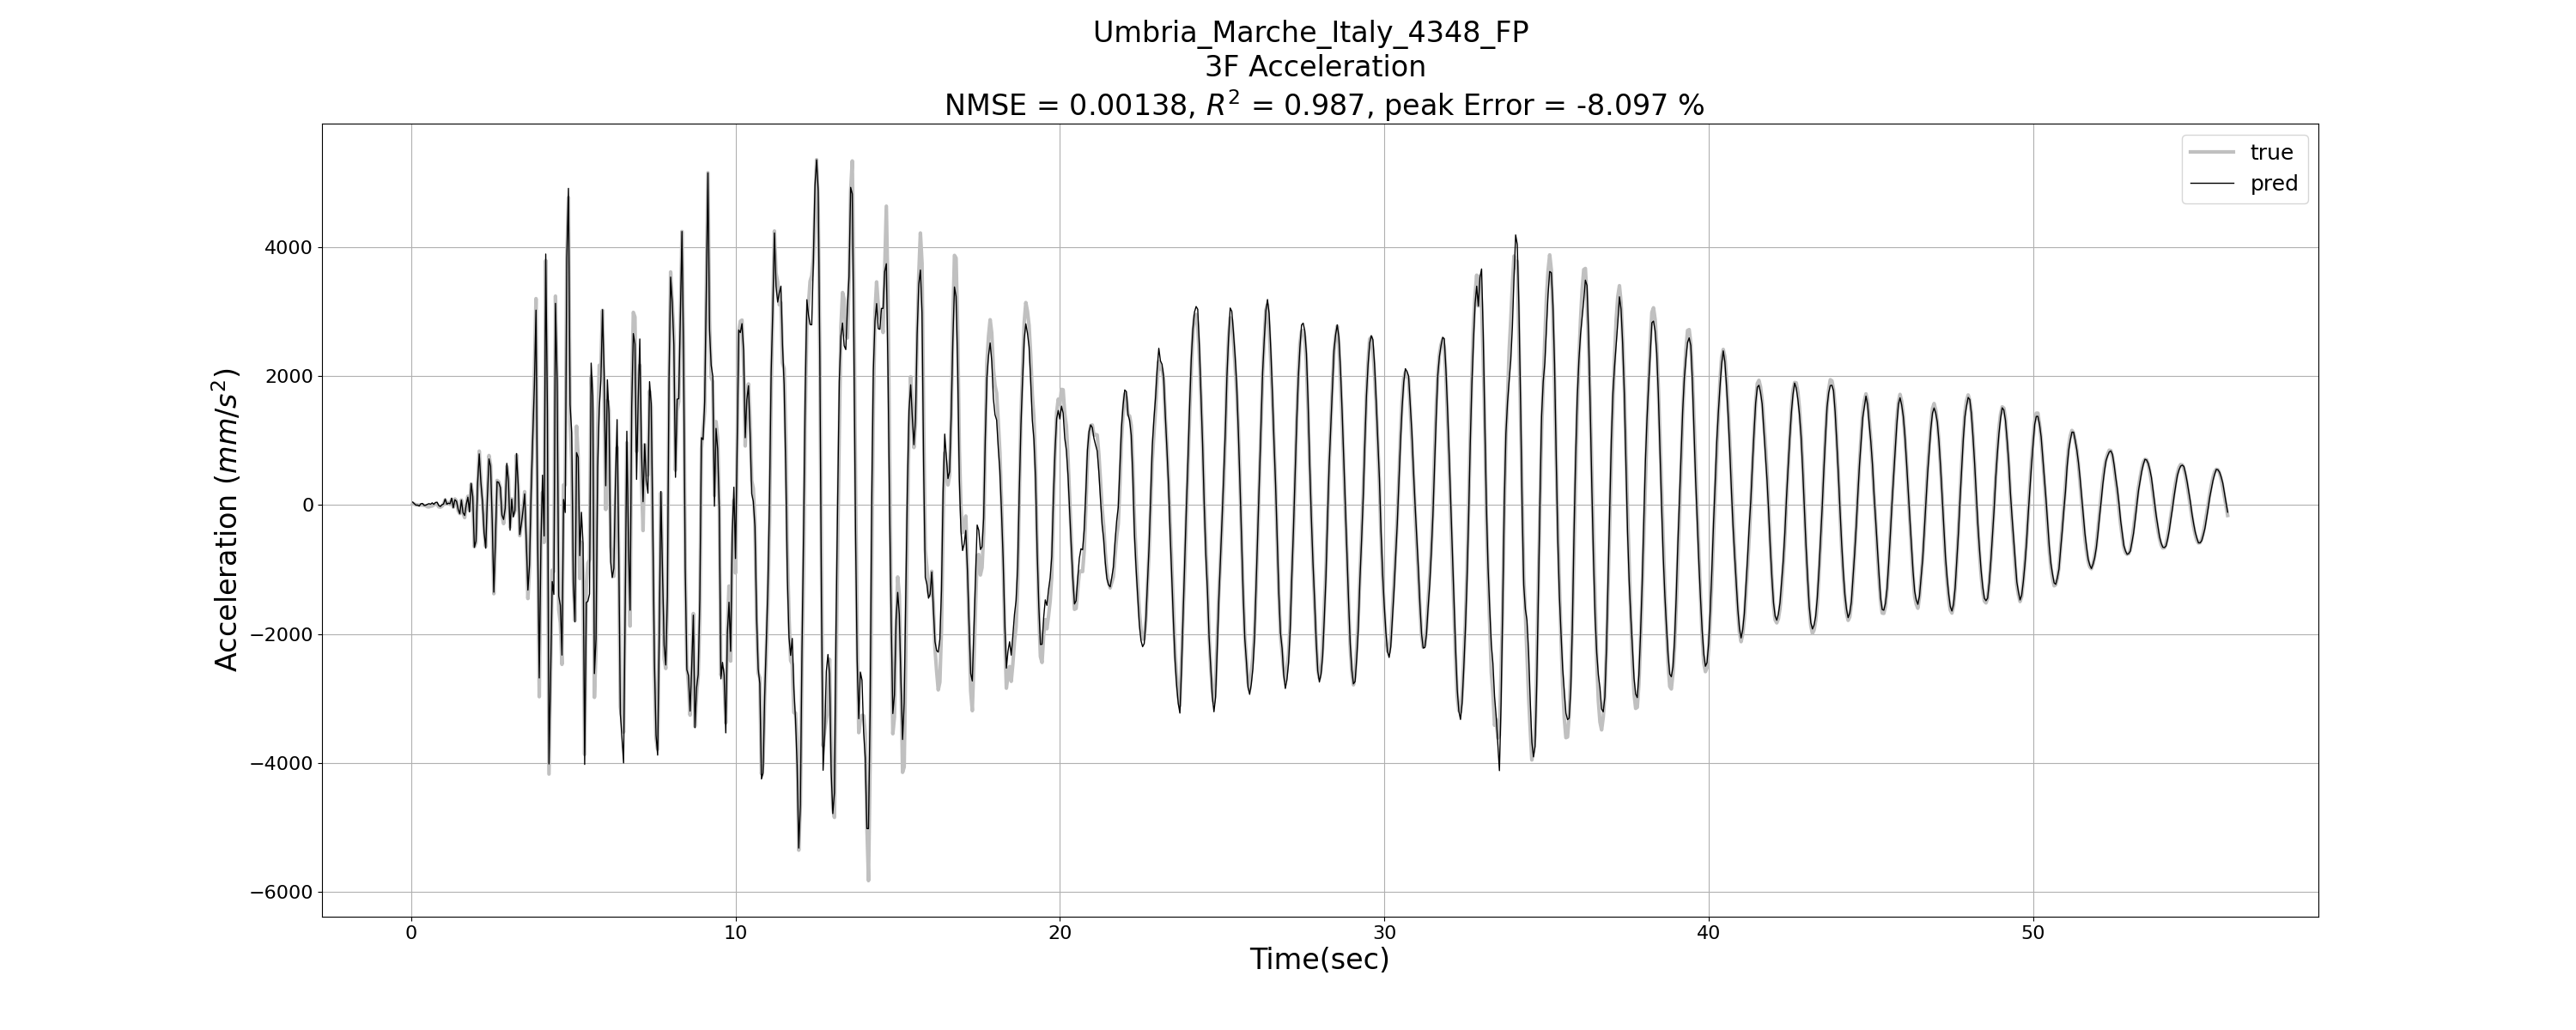 Umbria_Marche_Italy_4348_FP
3F Acceleration
NMSE = 0.00138, R² = 0.987, peak Error = -8.097 %
true
pred
4000
2000
0
−2000
−4000
−6000
Acceleration (mm/s²)
0 10 20 30 40 50
Time(sec)